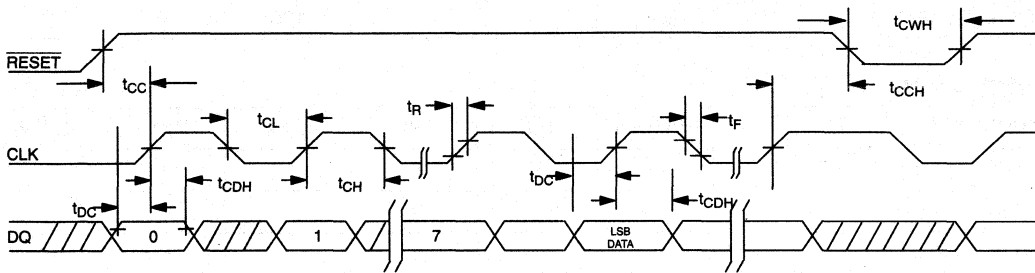 tCWH
RESET
tCC
tCCH
tR
tCL
tF
CLK
tCDH
tCH
tDC
tDC
tCDH
DQ
0
1
7
LSB
DATA